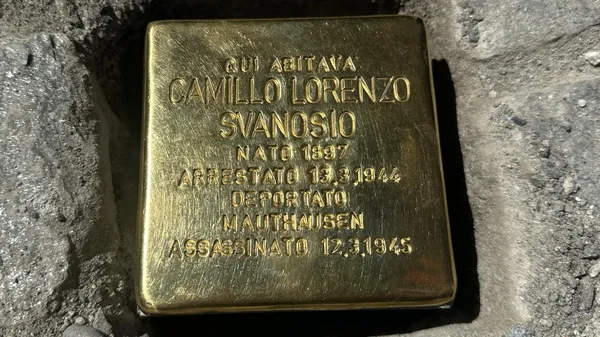 QUI ABITAVA
CAMILLO LORENZO
SVANOSIO
NATO 1897
ARRESTATO 13.3.1944
DEPORTATO
MAUTHAUSEN
ASSASSINATO 12.3.1945